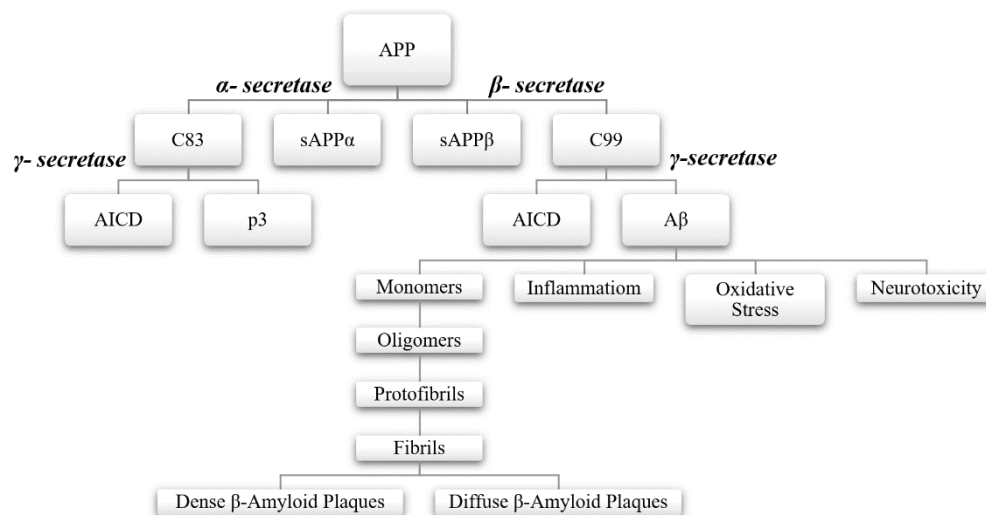 APP
α- secretase
β- secretase
C83
sAPPα
sAPPβ
C99
γ- secretase
γ-secretase
AICD
p3
AICD
Aβ
Monomers
Inflammatiom
Oxidative
Stress
Neurotoxicity
Oligomers
Protofibrils
Fibrils
Dense β-Amyloid Plaques
Diffuse β-Amyloid Plaques